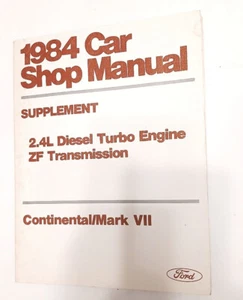 1984 Car
Shop Manual
SUPPLEMENT
2.4L Diesel Turbo Engine
ZF Transmission
Continental/Mark VII
Ford